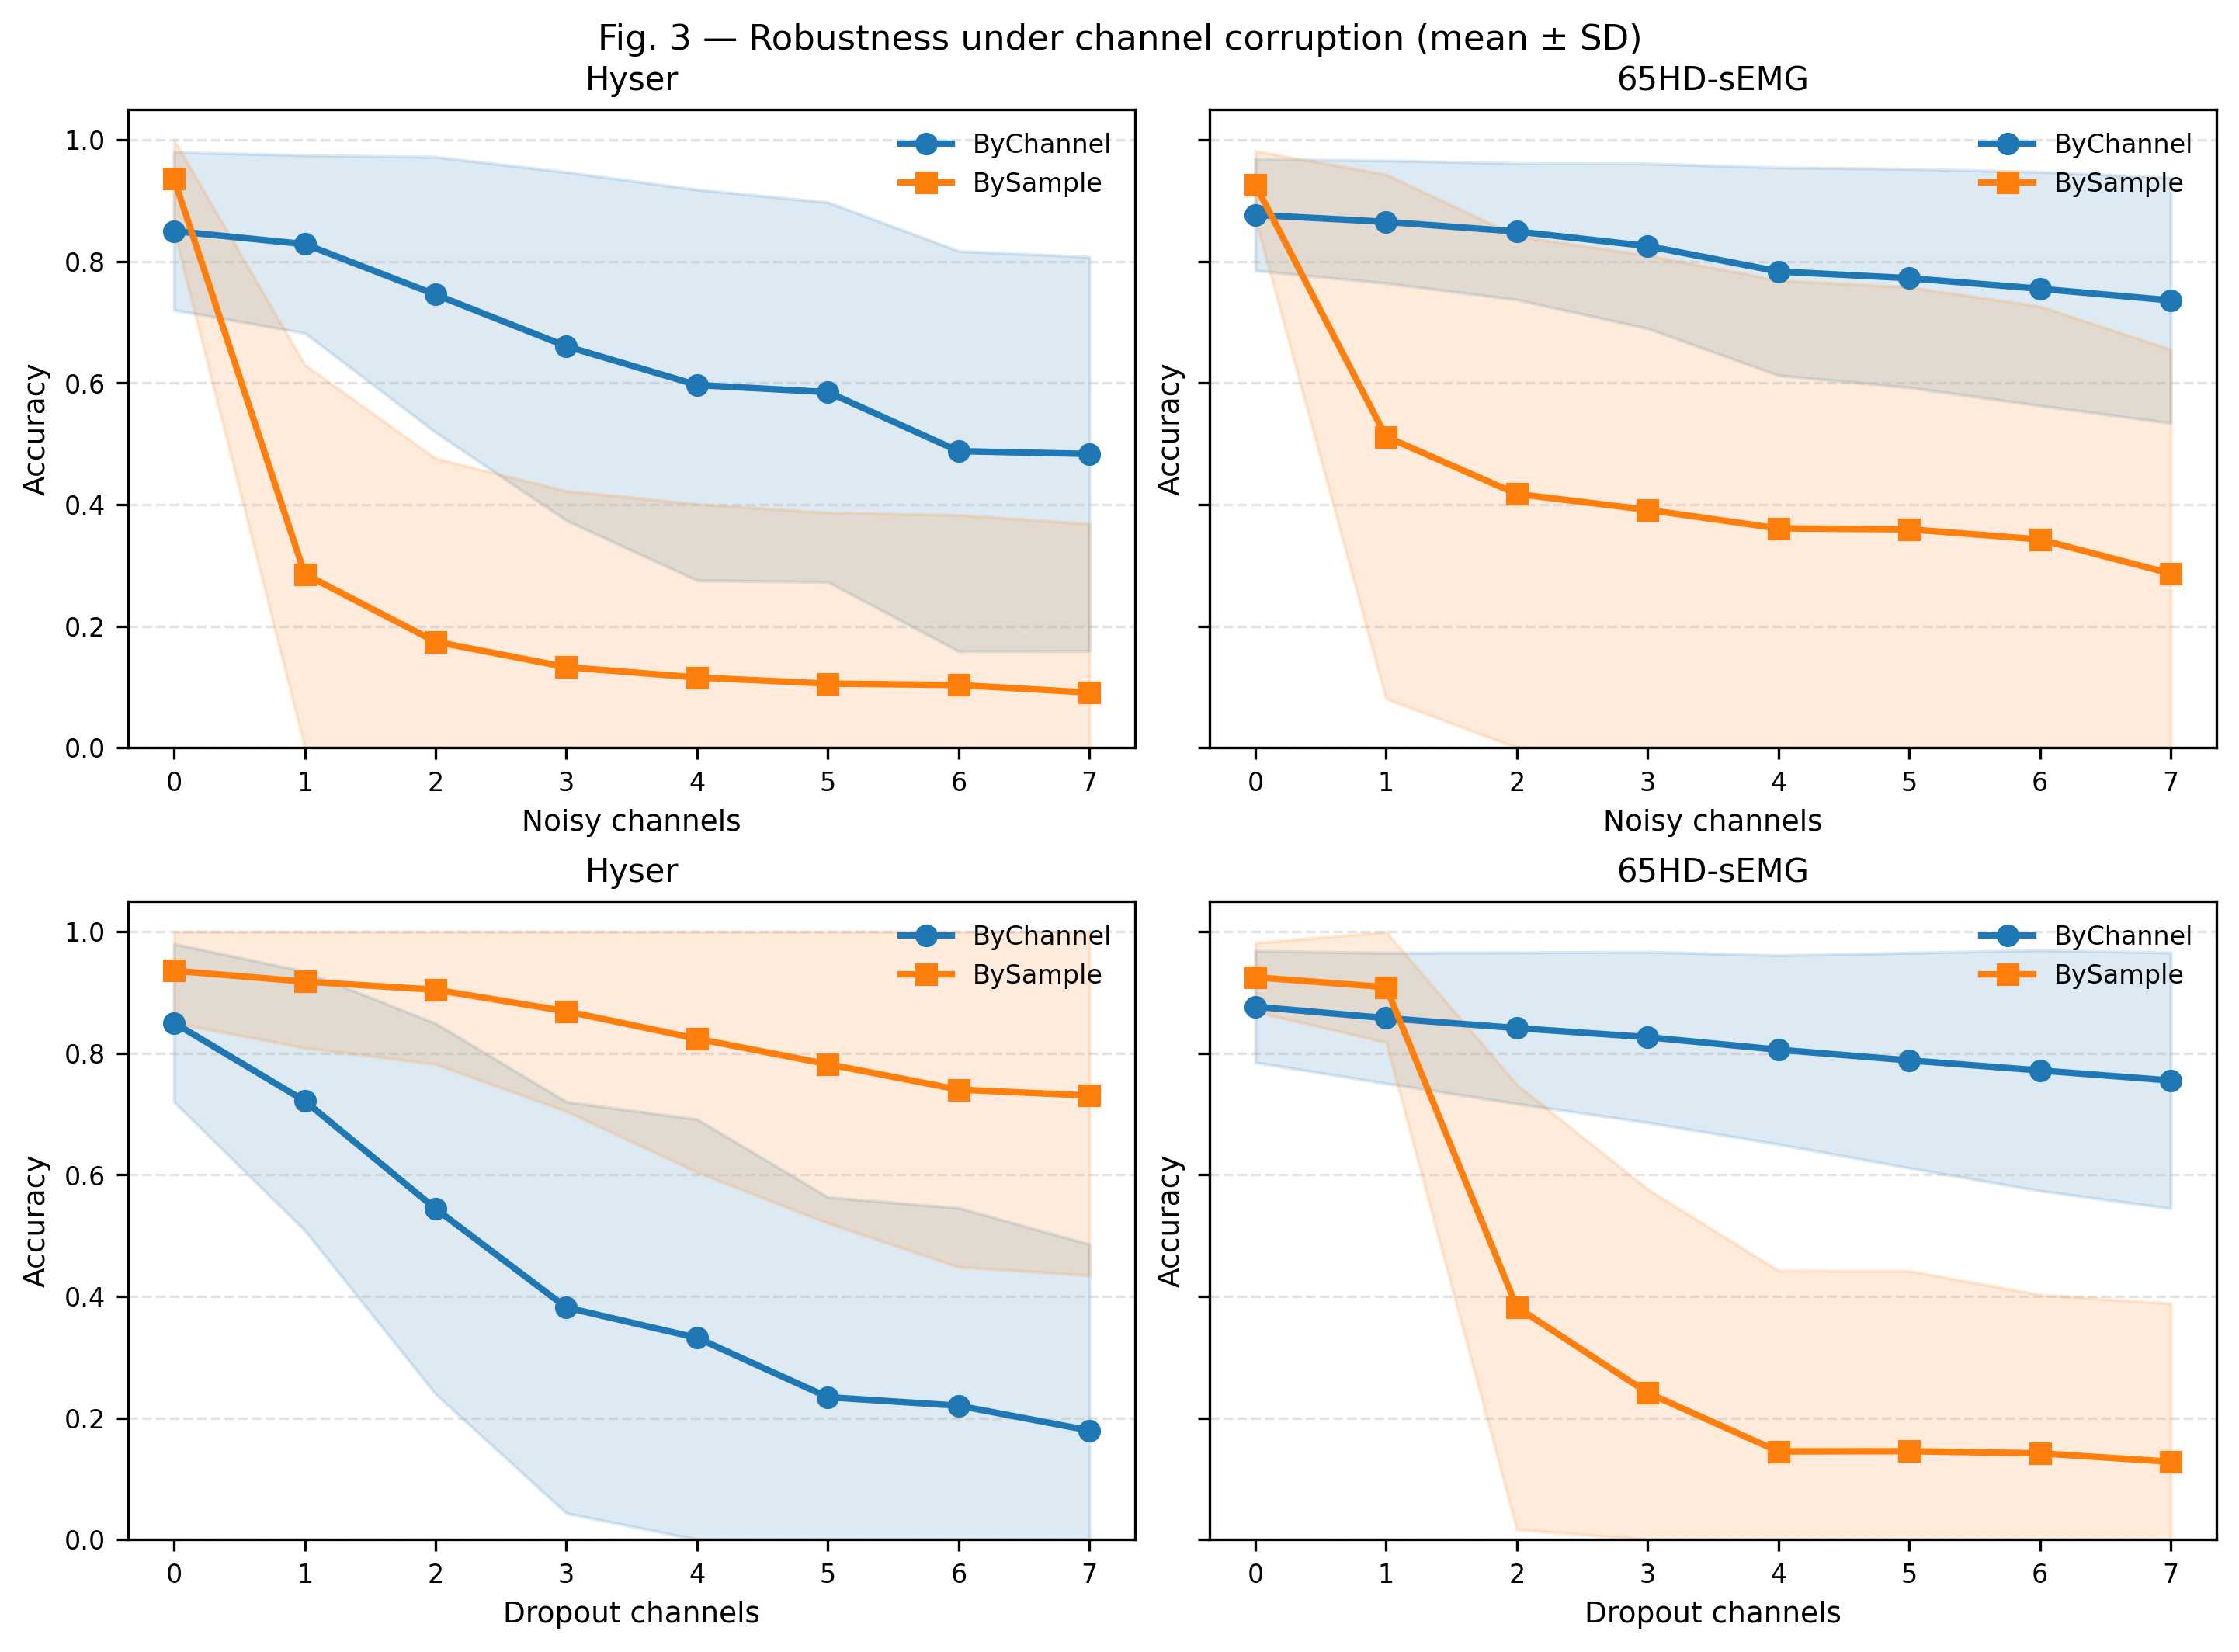 Fig. 3 — Robustness under channel corruption (mean ± SD)
Hyser
1.0
0.8
0.6
0.4
0.2
0.0
Accuracy
0 1 2 3 4 5 6 7
Noisy channels
ByChannel
BySample
65HD-sEMG
Accuracy
0 1 2 3 4 5 6 7
Noisy channels
ByChannel
BySample
Hyser
1.0
0.8
0.6
0.4
0.2
0.0
Accuracy
0 1 2 3 4 5 6 7
Dropout channels
ByChannel
BySample
65HD-sEMG
Accuracy
0 1 2 3 4 5 6 7
Dropout channels
ByChannel
BySample